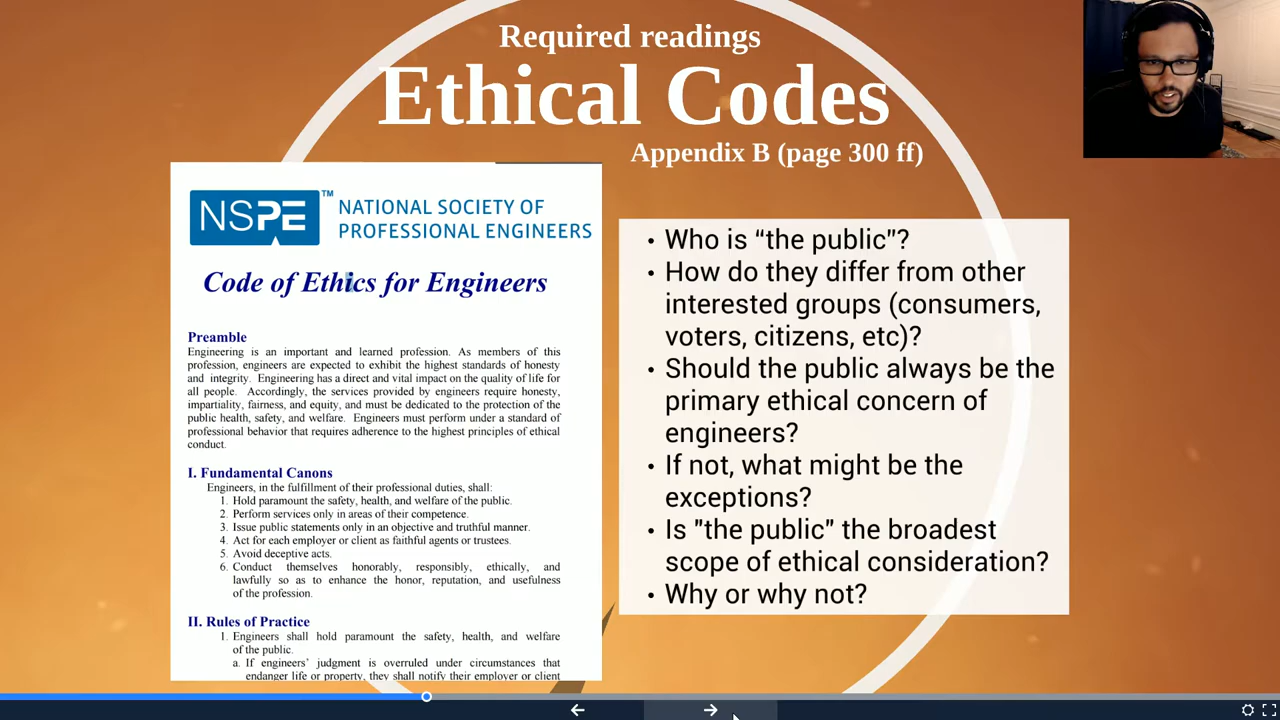 Required readings
Ethical Codes
Appendix B (page 300 ff)
NSPE™ NATIONAL SOCIETY OF
PROFESSIONAL ENGINEERS
Code of Ethics for Engineers
Preamble
Engineering is an important and learned profession. As members of this
profession, engineers are expected to exhibit the highest standards of honesty
and integrity. Engineering has a direct and vital impact on the quality of life for
all people. Accordingly, the services provided by engineers require honesty,
impartiality, fairness, and equity, and must be dedicated to the protection of the
public health, safety, and welfare. Engineers must perform under a standard of
professional behavior that requires adherence to the highest principles of ethical
conduct.
I. Fundamental Canons
Engineers, in the fulfillment of their professional duties, shall:
1. Hold paramount the safety, health, and welfare of the public.
2. Perform services only in areas of their competence.
3. Issue public statements only in an objective and truthful manner.
4. Act for each employer or client as faithful agents or trustees.
5. Avoid deceptive acts.
6. Conduct themselves honorably, responsibly, ethically, and
lawfully so as to enhance the honor, reputation, and usefulness
of the profession.
II. Rules of Practice
1. Engineers shall hold paramount the safety, health, and welfare
of the public.
a. If engineers' judgment is overruled under circumstances that
endanger life or property, they shall notify their employer or client
• Who is “the public”?
• How do they differ from other
interested groups (consumers,
voters, citizens, etc)?
• Should the public always be the
primary ethical concern of
engineers?
• If not, what might be the
exceptions?
• Is "the public" the broadest
scope of ethical consideration?
• Why or why not?